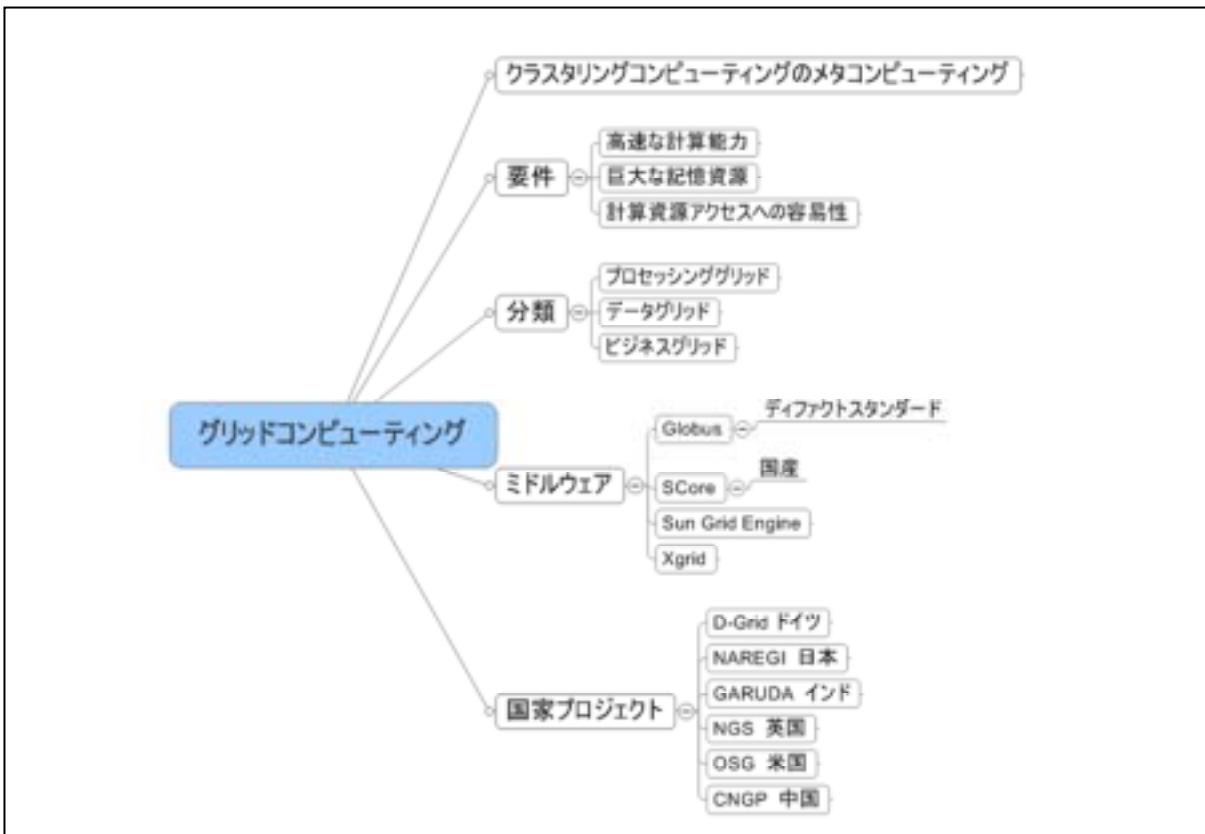 クラスタリングコンピューティングのメタコンピューティング
要件
高速な計算能力
巨大な記憶資源
計算資源アクセスへの容易性
分類
プロセッシンググリッド
データグリッド
ビジネスグリッド
グリッドコンピューティング
ミドルウェア
Globus
ディファクトスタンダード
SCore
国産
Sun Grid Engine
Xgrid
国家プロジェクト
D-Grid ドイツ
NAREGI 日本
GARUDA インド
NGS 英国
OSG 米国
CNGP 中国